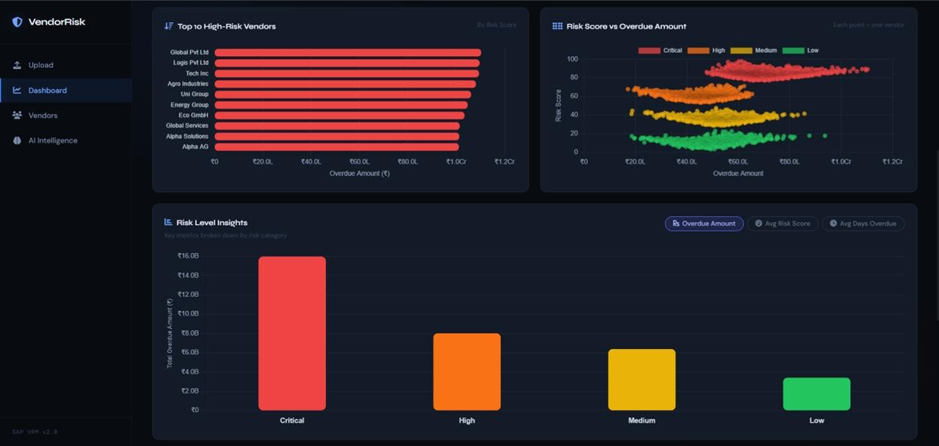 VendorRisk
Upload
Dashboard
Vendors
AI Intelligence
SAP VRM v2.0
Top 10 High-Risk Vendors
By Risk Score
Global Pvt Ltd
Logis Pvt Ltd
Tech Inc
Agro Industries
Uni Group
Energy Group
Eco GmbH
Global Services
Alpha Solutions
Alpha AG
₹0 ₹20.0L ₹40.0L ₹60.0L ₹80.0L ₹1.0Cr ₹1.2Cr
Overdue Amount (₹)
Risk Score vs Overdue Amount
Each point = one vendor
Critical High Medium Low
Risk Score
100
80
60
40
20
0
₹0 ₹20.0L ₹40.0L ₹60.0L ₹80.0L ₹1.0Cr ₹1.2Cr
Overdue Amount
Risk Level Insights
Key metrics broken down by risk category
Overdue Amount Avg Risk Score Avg Days Overdue
Total Overdue Amount (₹)
₹16.0B
₹14.0B
₹12.0B
₹10.0B
₹8.0B
₹6.0B
₹4.0B
₹2.0B
₹0
Critical High Medium Low